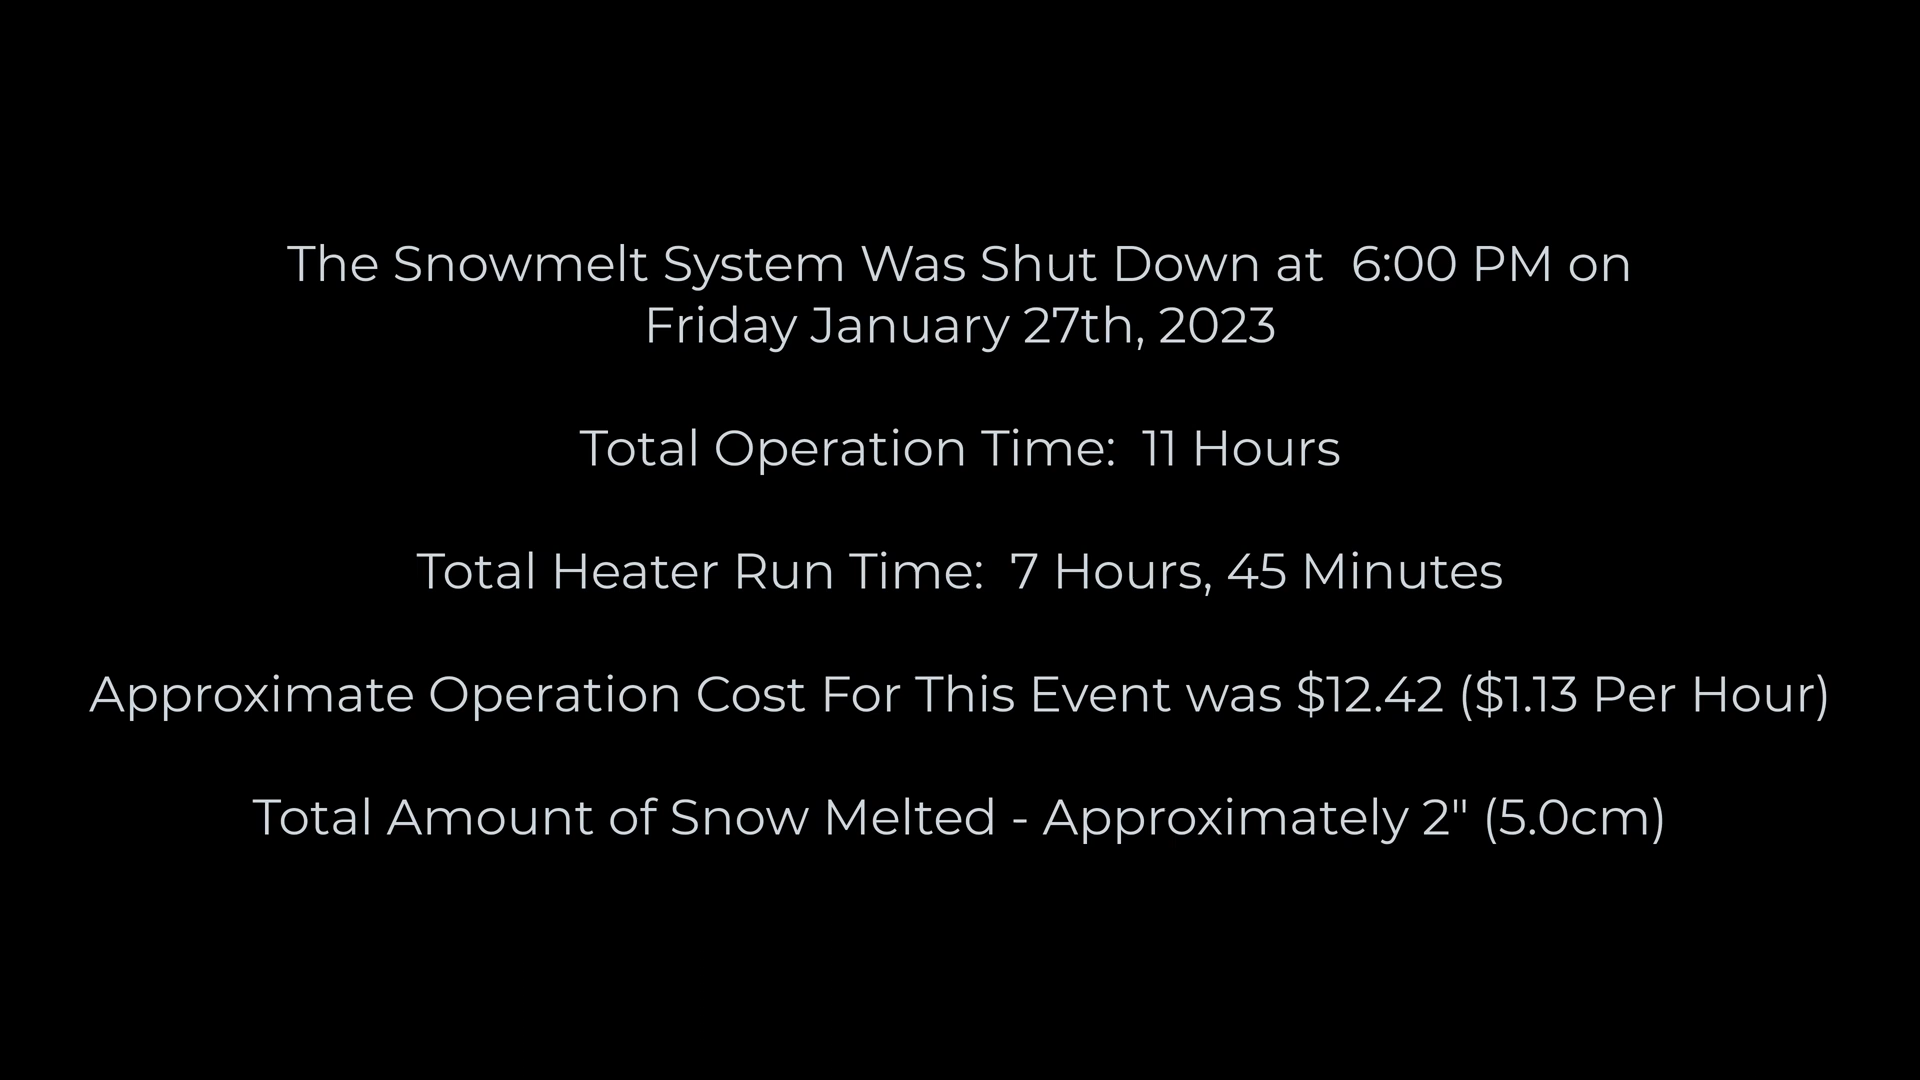 The Snowmelt System Was Shut Down at  6:00 PM on
Friday January 27th, 2023
Total Operation Time:  11 Hours
Total Heater Run Time:  7 Hours, 45 Minutes
Approximate Operation Cost For This Event was $12.42 ($1.13 Per Hour)
Total Amount of Snow Melted - Approximately 2" (5.0cm)